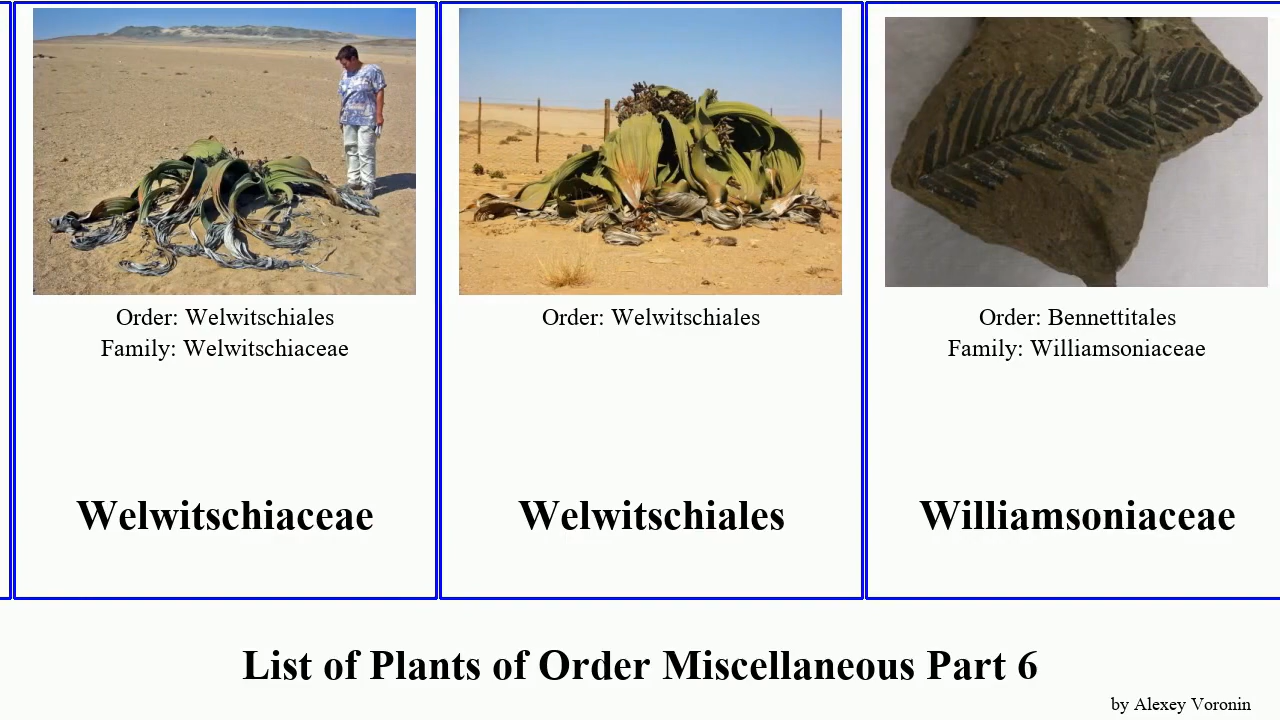 Order: Welwitschiales
Family: Welwitschiaceae
Welwitschiaceae
Order: Welwitschiales
Welwitschiales
Order: Bennettitales
Family: Williamsoniaceae
Williamsoniaceae
List of Plants of Order Miscellaneous Part 6
by Alexey Voronin